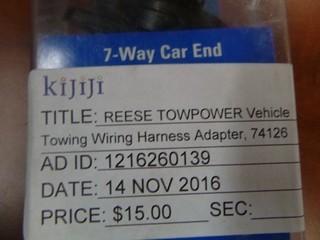 7-Way Car End
kijiji
TITLE: REESE TOWPOWER Vehicle
Towing Wiring Harness Adapter, 74126
AD ID: 1216260139
DATE: 14 NOV 2016
PRICE: $15.00 SEC: